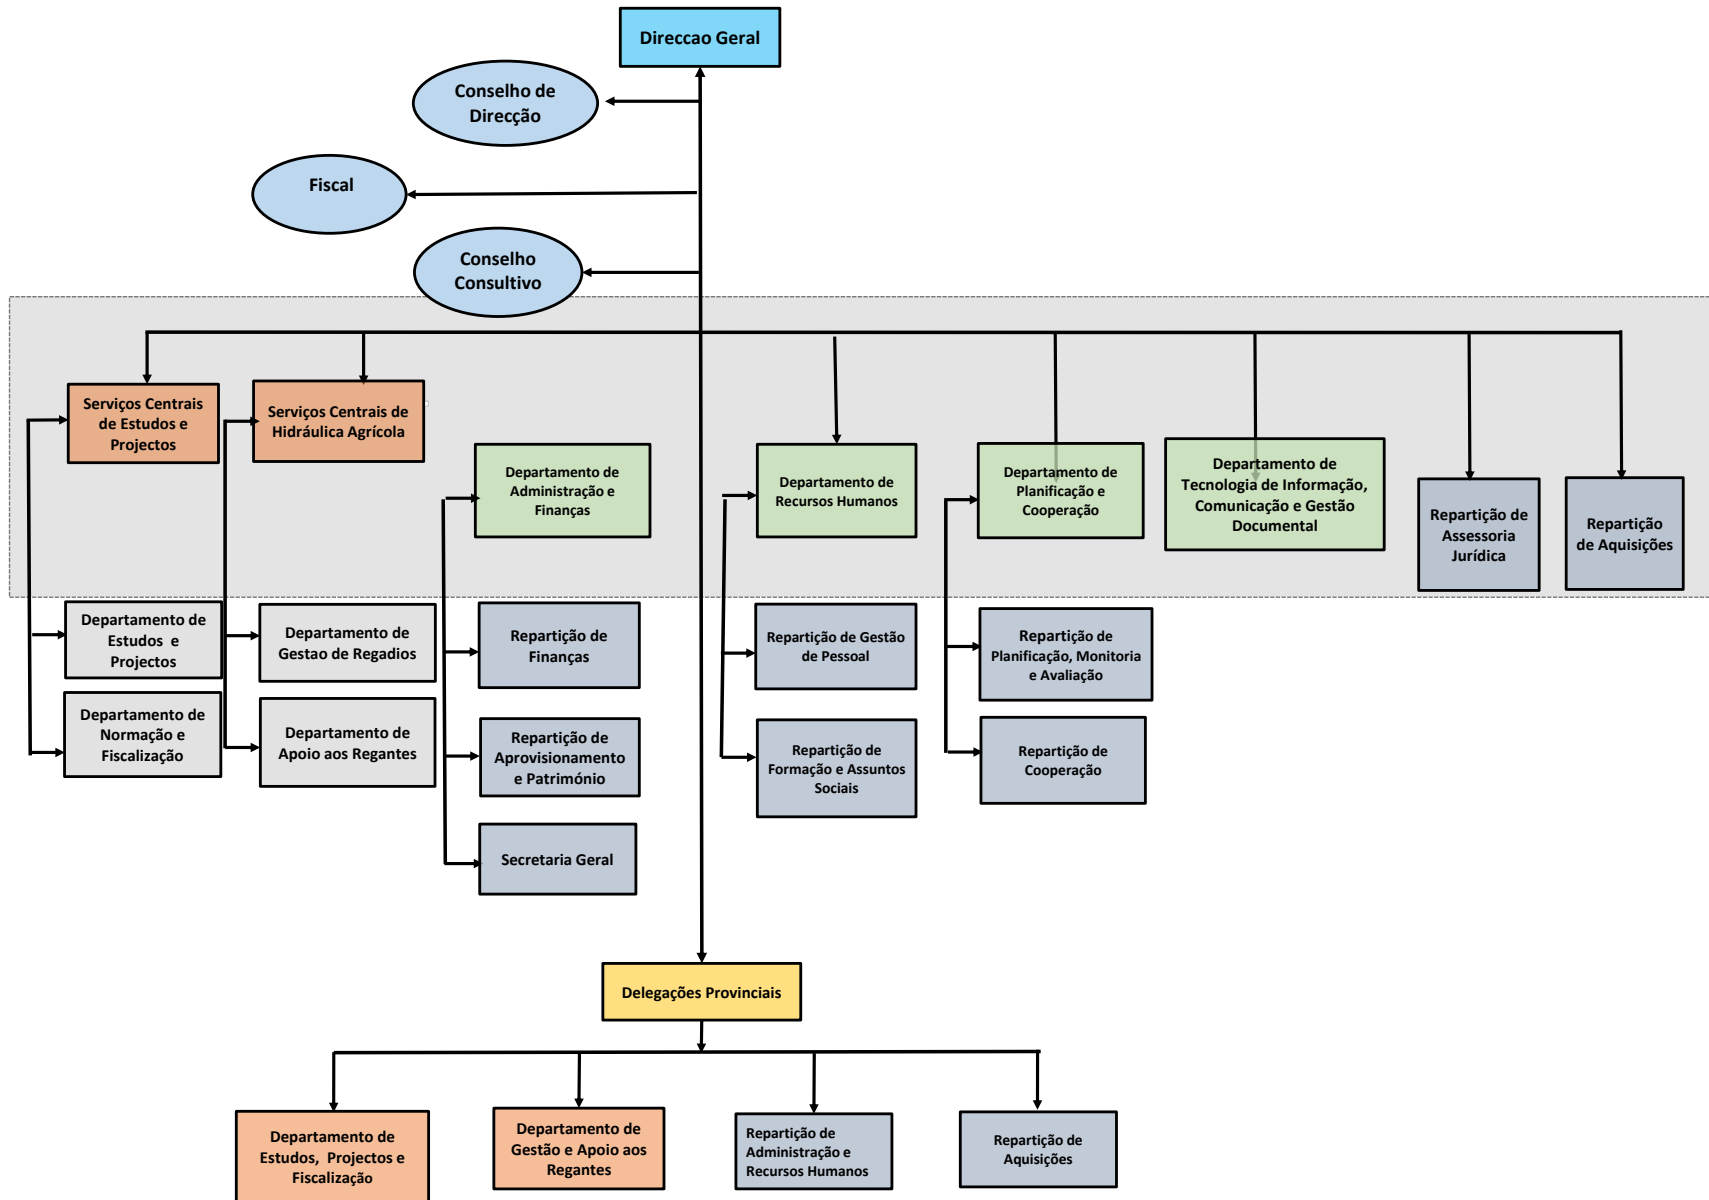 Direccao Geral
Conselho de
Direcção
Fiscal
Conselho
Consultivo
Serviços Centrais
de Estudos e
Projectos
Serviços Centrais de
Hidráulica Agrícola
Departamento de
Administração e
Finanças
Departamento de
Recursos Humanos
Departamento de
Planificação e
Cooperação
Departamento de
Tecnologia de Informação,
Comunicação e Gestão
Documental
Repartição de
Assessoria
Jurídica
Repartição
de Aquisições
Departamento de
Estudos e
Projectos
Departamento de
Gestao de Regadios
Repartição de
Finanças
Repartição de Gestão
de Pessoal
Repartição de
Planificação, Monitoria
e Avaliação
Departamento de
Normação e
Fiscalização
Departamento de
Apoio aos Regantes
Repartição de
Aprovisionamento
e Património
Repartição de
Formação e Assuntos
Sociais
Repartição de
Cooperação
Secretaria Geral
Delegações Provinciais
Departamento de
Estudos, Projectos e
Fiscalização
Departamento de
Gestão e Apoio aos
Regantes
Repartição de
Administração e
Recursos Humanos
Repartição de
Aquisições